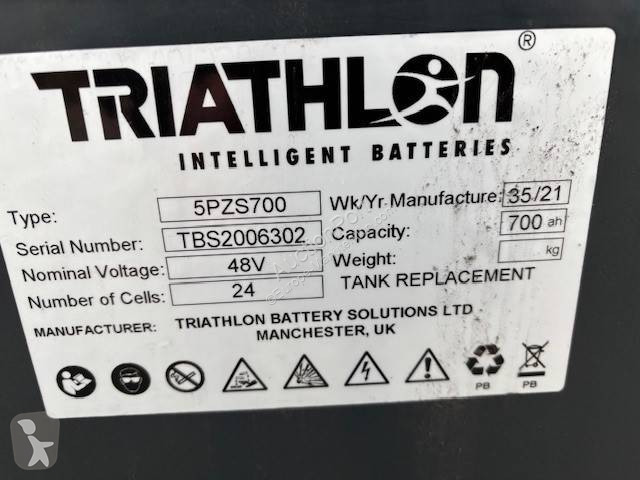 TRIATHLON ®
INTELLIGENT BATTERIES
Type: 5PZS700 Wk/Yr Manufacture: 35/21
Serial Number: TBS2006302 Capacity: 700 ah
Nominal Voltage: 48V Weight: kg
Number of Cells: 24 TANK REPLACEMENT
MANUFACTURER: TRIATHLON BATTERY SOLUTIONS LTD
MANCHESTER, UK
PB PB